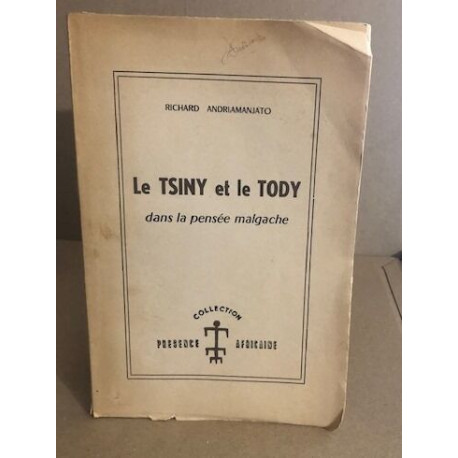 RICHARD ANDRIAMANJATO
Le TSINY et le TODY
dans la pensée malgache
COLLECTION
PRESENCE AFRICAINE